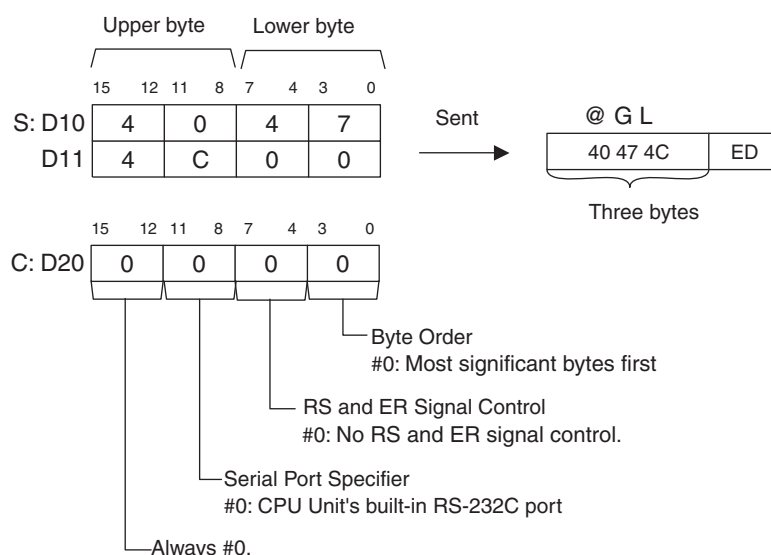 Upper byte Lower byte
15 12 11 8 7 4 3 0
S: D10 4 0 4 7
D11 4 C 0 0
Sent
@ G L
40 47 4C ED
Three bytes
15 12 11 8 7 4 3 0
C: D20 0 0 0 0
Byte Order
#0: Most significant bytes first
RS and ER Signal Control
#0: No RS and ER signal control.
Serial Port Specifier
#0: CPU Unit's built-in RS-232C port
Always #0.